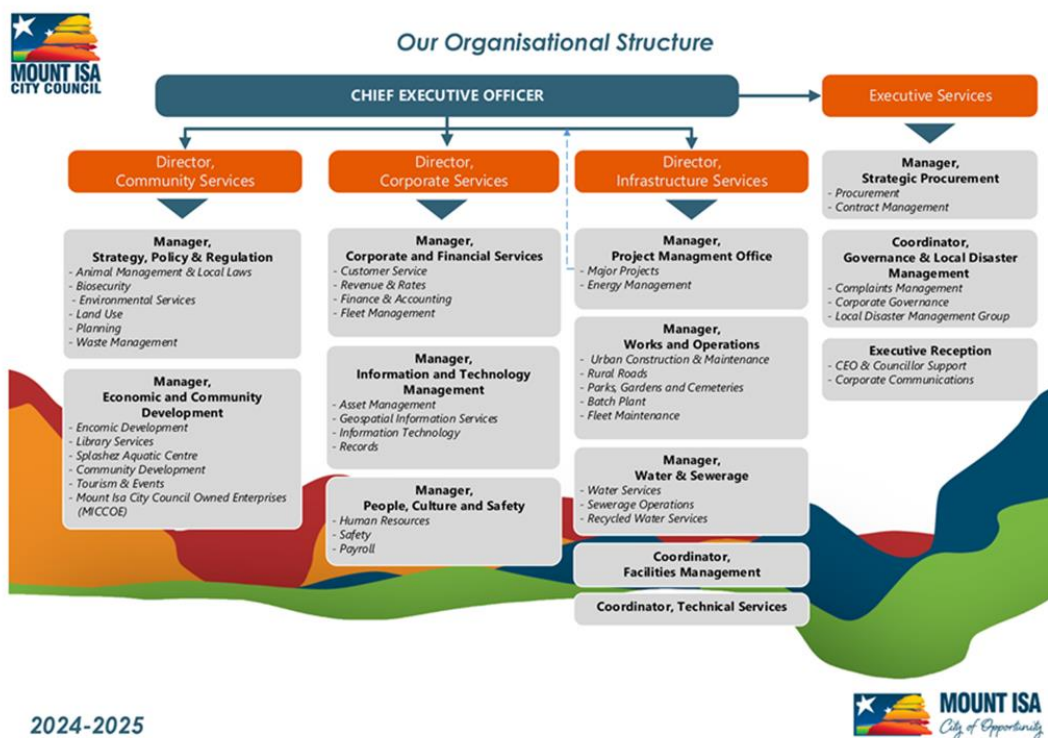 MOUNT ISA
CITY COUNCIL
Our Organisational Structure
CHIEF EXECUTIVE OFFICER
Executive Services
Director,
Community Services
Director,
Corporate Services
Director,
Infrastructure Services
Manager,
Strategy, Policy & Regulation
- Animal Management & Local Laws
- Biosecurity
- Environmental Services
- Land Use
- Planning
- Waste Management
Manager,
Economic and Community
Development
- Encomic Development
- Library Services
- Splashez Aquatic Centre
- Community Development
- Tourism & Events
- Mount Isa City Council Owned Enterprises
(MICCOE)
Manager,
Corporate and Financial Services
- Customer Service
- Revenue & Rates
- Finance & Accounting
- Fleet Management
Manager,
Information and Technology
Management
- Asset Management
- Geospatial Information Services
- Information Technology
- Records
Manager,
People, Culture and Safety
- Human Resources
- Safety
- Payroll
Manager,
Project Managment Office
- Major Projects
- Energy Management
Manager,
Works and Operations
- Urban Construction & Maintenance
- Rural Roads
- Parks, Gardens and Cemeteries
- Batch Plant
- Fleet Maintenance
Manager,
Water & Sewerage
- Water Services
- Sewerage Operations
- Recycled Water Services
Coordinator,
Facilities Management
Coordinator, Technical Services
Manager,
Strategic Procurement
- Procurement
- Contract Management
Coordinator,
Governance & Local Disaster
Management
- Complaints Management
- Corporate Governance
- Local Disaster Management Group
Executive Reception
- CEO & Councillor Support
- Corporate Communications
2024-2025
MOUNT ISA
City of Opportunity